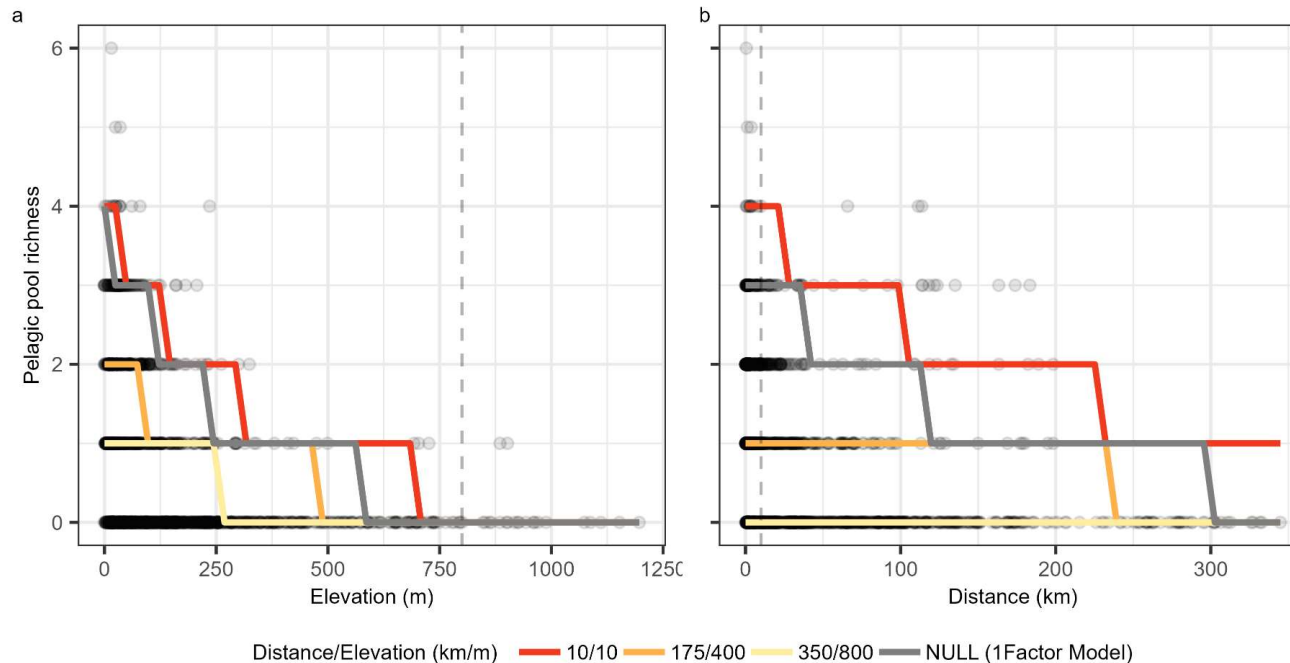 a
b
Pelagic pool richness
6
4
2
0
0
250
500
750
1000
1250
Elevation (m)
0
100
200
300
Distance (km)
Distance/Elevation (km/m)
10/10
175/400
350/800
NULL (1Factor Model)